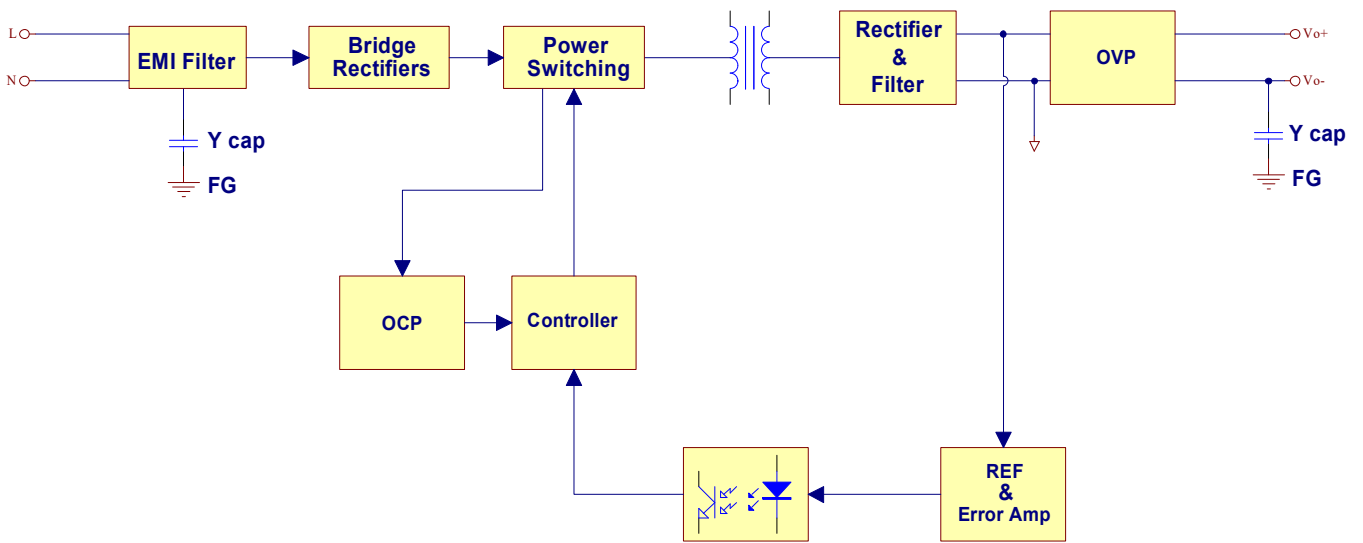 L
N
EMI Filter
Bridge
Rectifiers
Power
Switching
Rectifier
&
Filter
OVP
Vo+
Vo-
Y cap
FG
Y cap
FG
OCP
Controller
REF
&
Error Amp